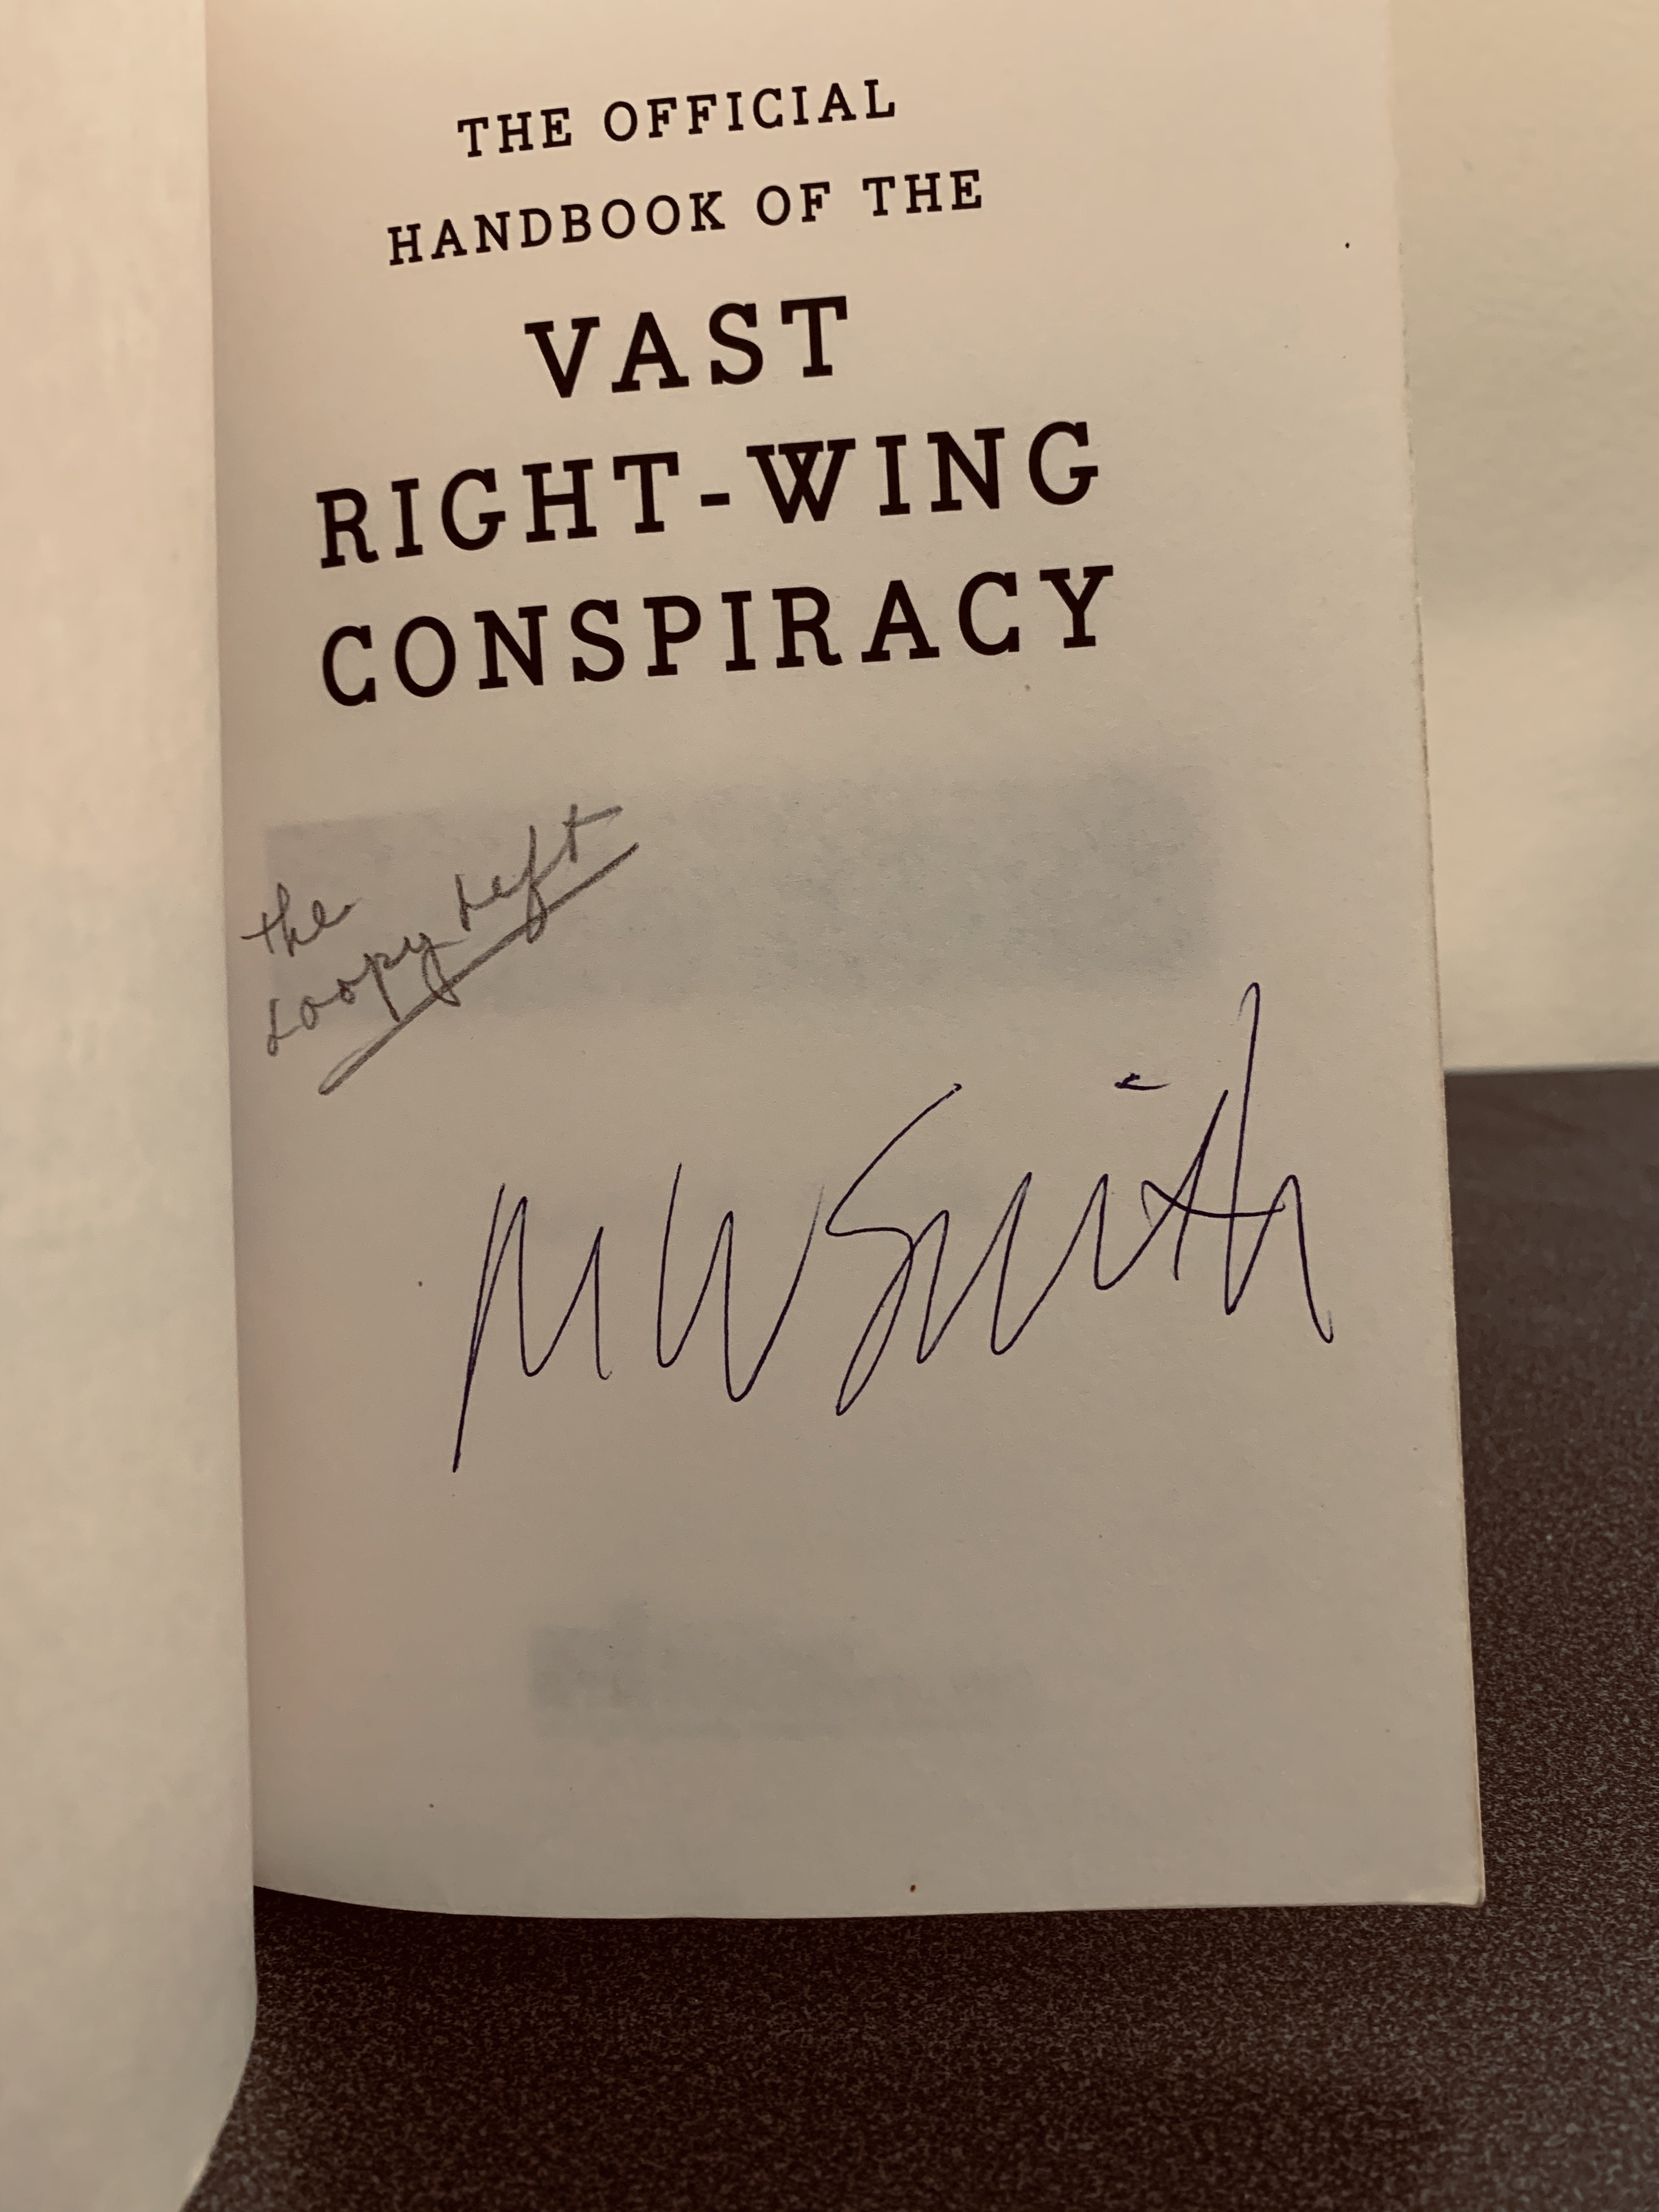 THE OFFICIAL
HANDBOOK OF THE
VAST
RIGHT-WING
CONSPIRACY
the
Loopy Left
MWSmith